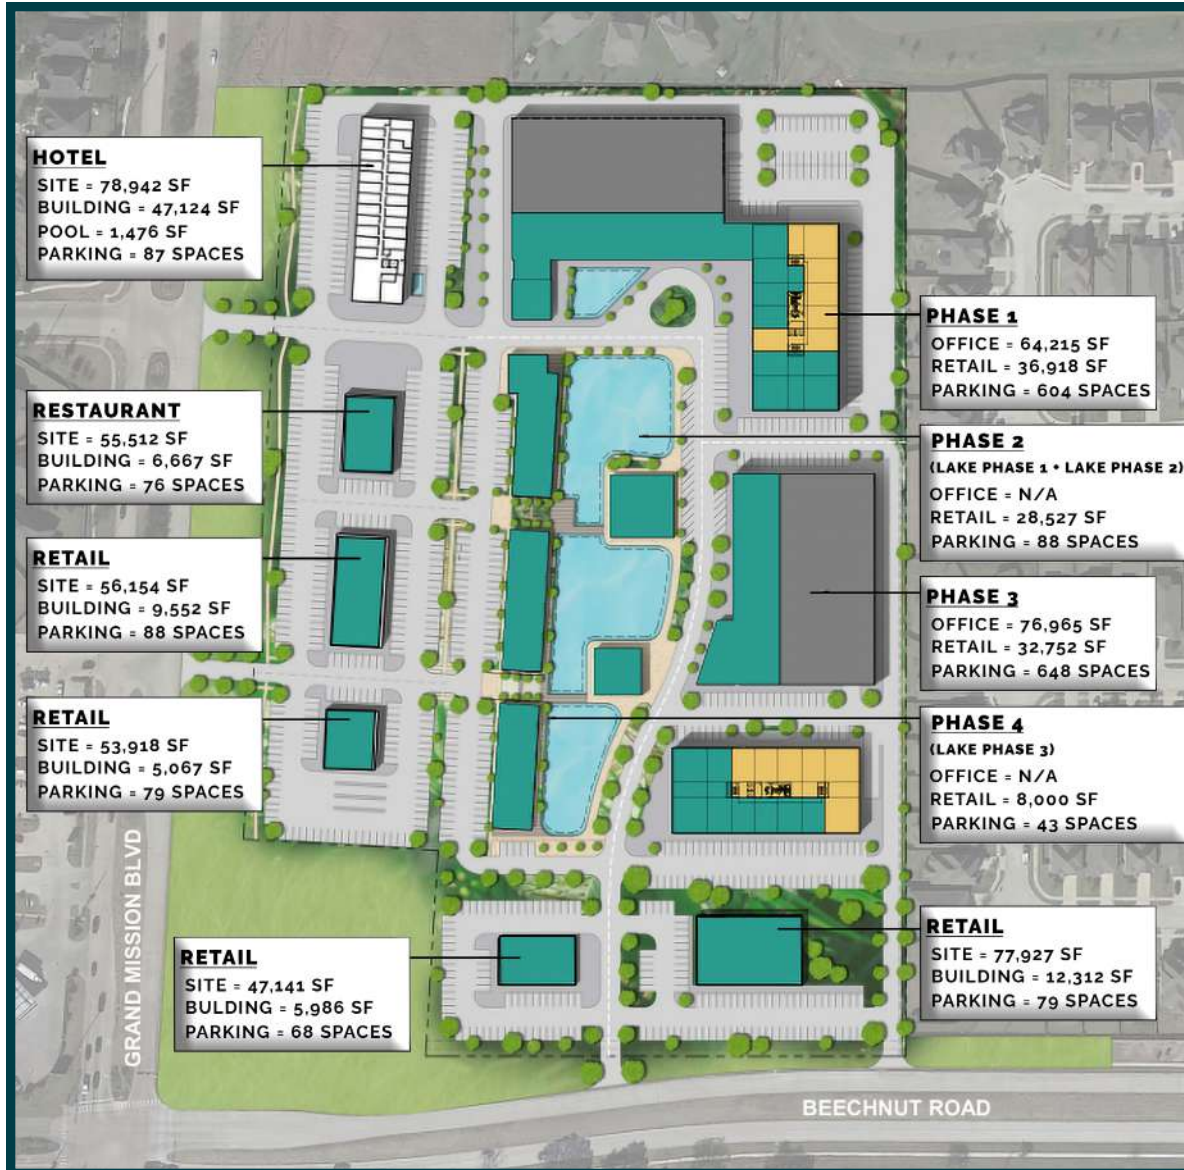 HOTEL
SITE = 78,942 SF
BUILDING = 47,124 SF
POOL = 1,476 SF
PARKING = 87 SPACES
RESTAURANT
SITE = 55,512 SF
BUILDING = 6,667 SF
PARKING = 76 SPACES
RETAIL
SITE = 56,154 SF
BUILDING = 9,552 SF
PARKING = 88 SPACES
RETAIL
SITE = 53,918 SF
BUILDING = 5,067 SF
PARKING = 79 SPACES
RETAIL
SITE = 47,141 SF
BULDING = 5,986 SF
PARKING = 68 SPACES
PHASE 1
OFFICE = 64,215 SF
RETAIL = 36,918 SF
PARKING = 604 SPACES
PHASE 2
(LAKE PHASE 1 + LAKE PHASE 2)
OFFICE = N/A
RETAIL = 28,527 SF
PARKING = 88 SPACES
PHASE 3
OFFICE = 76,965 SF
RETAIL = 32,752 SF
PARKING = 648 SPACES
PHASE 4
(LAKE PHASE 3)
OFFICE = N/A
RETAIL = 8,000 SF
PARKING = 43 SPACES
RETAIL
SITE = 77,927 SF
BUILDING = 12,312 SF
PARKING = 79 SPACES
GRAND MISSION BLVD
BEECHNUT ROAD